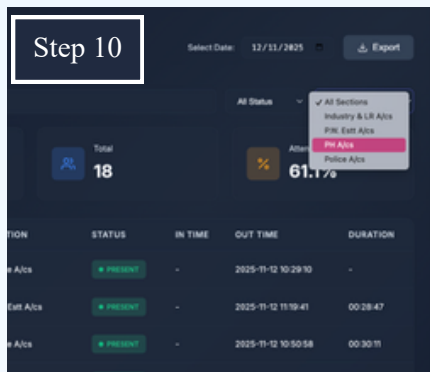 Step 10
Select Date: 12/11/2025 Export
All Status ✓ All Sections
Industry & LR A/cs
P.W. Estt A/cs
PH A/cs
Police A/cs
Total
18
61.1%
STATUS IN TIME OUT TIME DURATION
PRESENT - 2025-11-12 10:29:10 -
Estt A/cs PRESENT - 2025-11-12 11:19:41 00:28:47
PRESENT - 2025-11-12 10:50:58 00:30:11